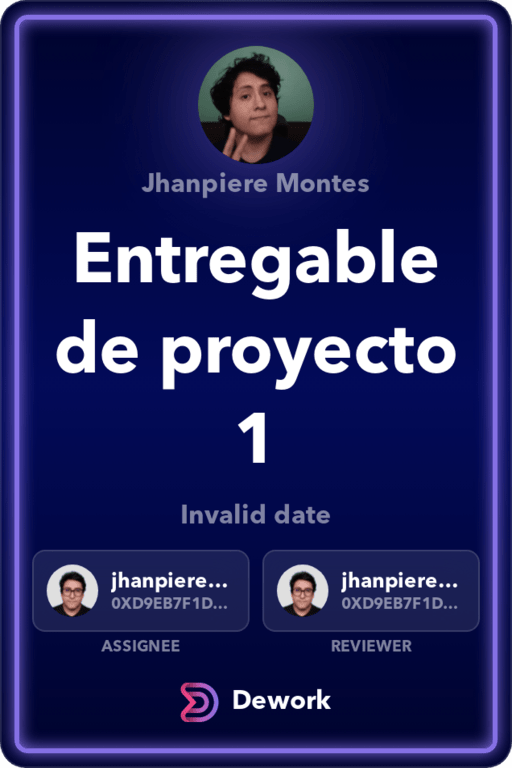 Jhanpiere Montes
Entregable
de proyecto
1
Invalid date
jhanpiere... jhanpiere...
0XD9EB7F1D... 0XD9EB7F1D...
ASSIGNEE REVIEWER
Dework